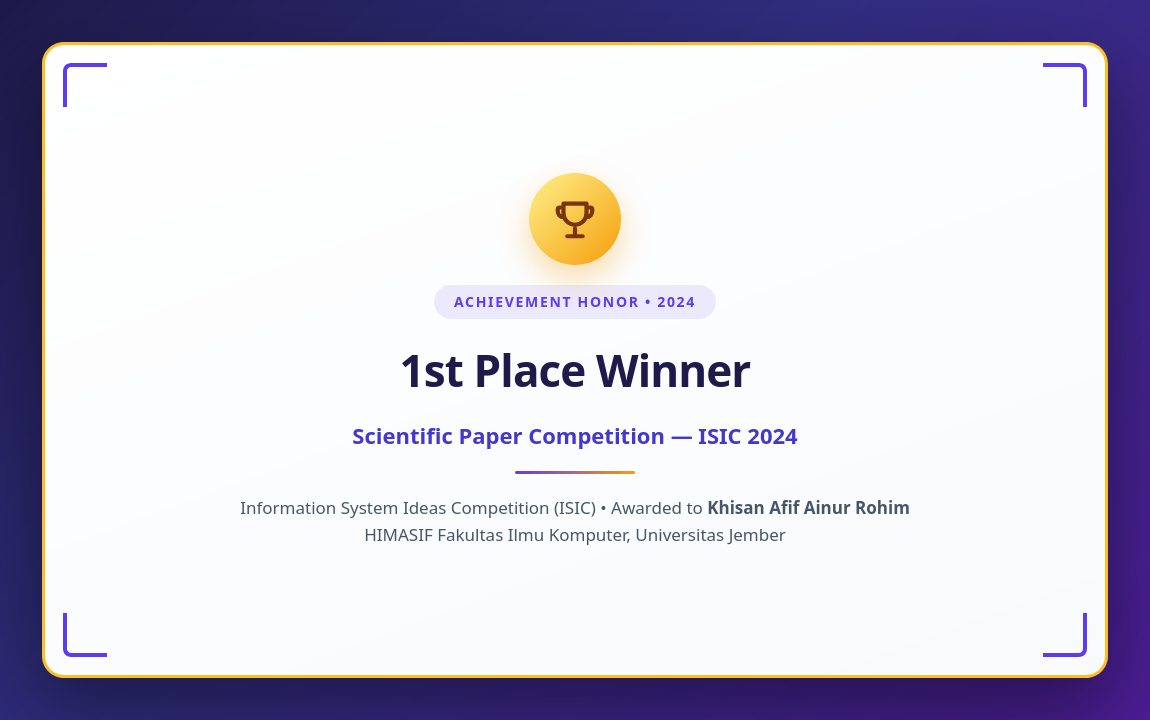 ACHIEVEMENT HONOR • 2024
1st Place Winner
Scientific Paper Competition — ISIC 2024
Information System Ideas Competition (ISIC) • Awarded to Khisan Afif Ainur Rohim
HIMASIF Fakultas Ilmu Komputer, Universitas Jember